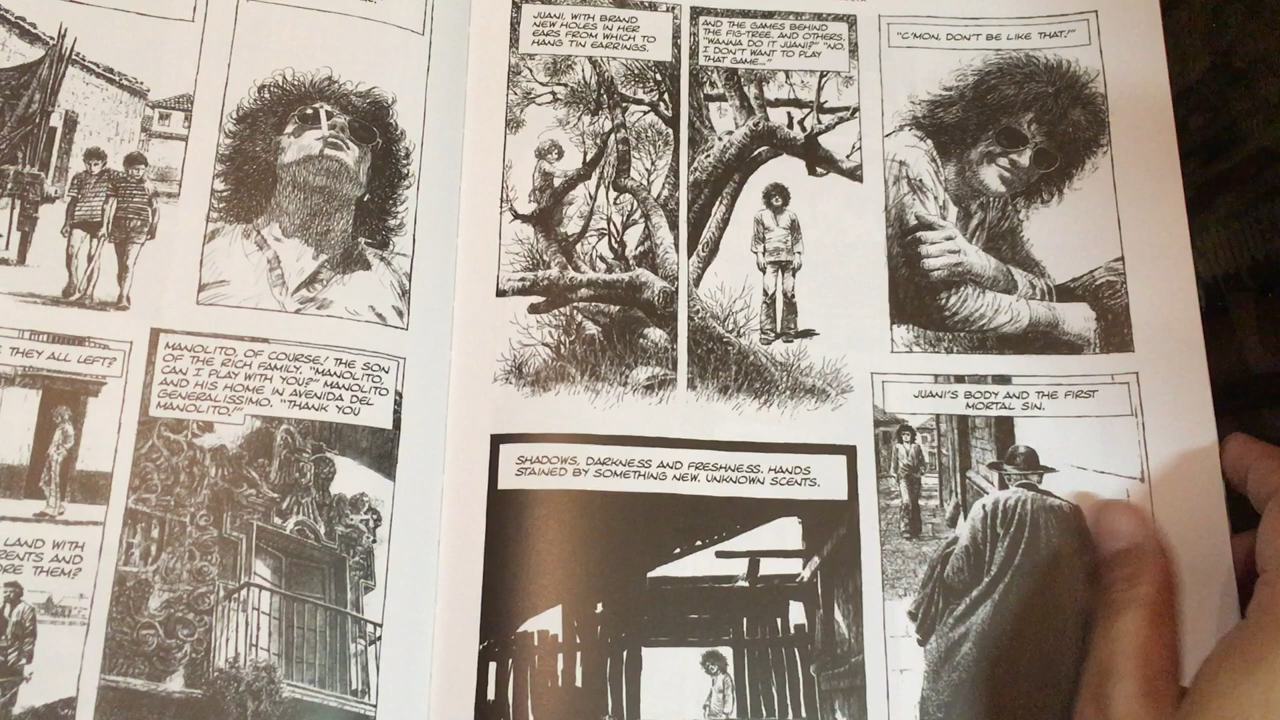 THEY ALL LEFT?
MANOLITO, OF COURSE! THE SON
OF THE RICH FAMILY. "MANOLITO,
CAN I PLAY WITH YOU?" MANOLITO
AND HIS HOME IN AVENIDA DEL
GENERALISSIMO. "THANK YOU
MANOLITO!"
LAND WITH
RENTS AND
ORE THEM?
JUANI, WITH BRAND
NEW HOLES IN HER
EARS FROM WHICH TO
HANG TIN EARRINGS.
AND THE GAMES BEHIND
THE FIG-TREE. AND OTHERS.
"WANNA DO IT JUANI?" "NO,
I DON'T WANT TO PLAY
THAT GAME..."
"C'MON, DON'T BE LIKE THAT!"
SHADOWS, DARKNESS AND FRESHNESS. HANDS
STAINED BY SOMETHING NEW. UNKNOWN SCENTS.
JUANI'S BODY AND THE FIRST
MORTAL SIN.